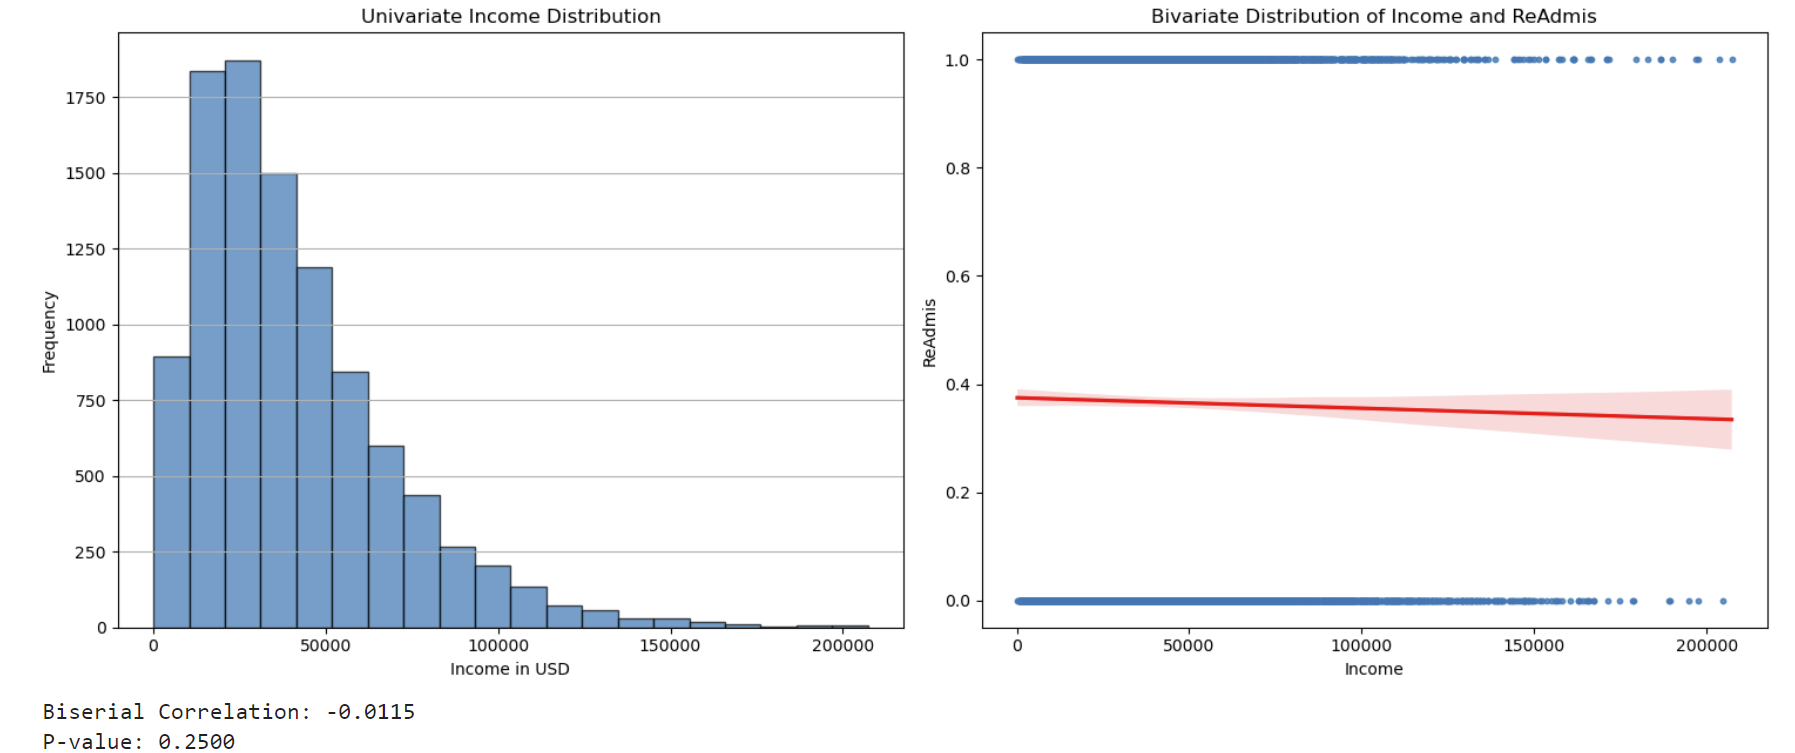 Univariate Income Distribution
1750
1500
1250
1000
750
500
250
0
Frequency
0 50000 100000 150000 200000
Income in USD
Bivariate Distribution of Income and ReAdmis
1.0
0.8
0.6
0.4
0.2
0.0
ReAdmis
0 50000 100000 150000 200000
Income
Biserial Correlation: -0.0115
P-value: 0.2500